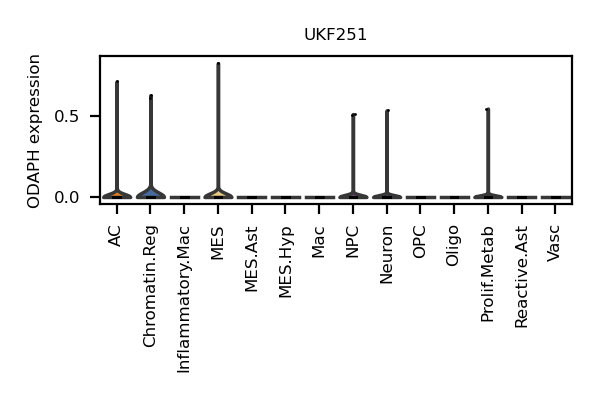 UKF251
ODAPH expression
0.5
0.0
AC
Chromatin.Reg
Inflammatory.Mac
MES
MES.Ast
MES.Hyp
Mac
NPC
Neuron
OPC
Oligo
Prolif.Metab
Reactive.Ast
Vasc